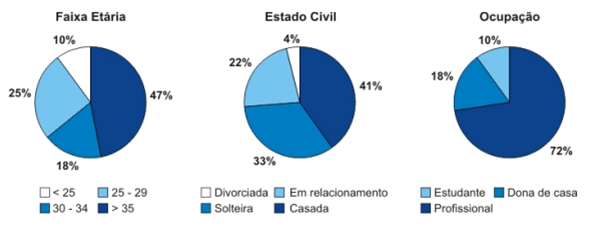 Faixa Etária
10%
25%
47%
18%
< 25
25 - 29
30 - 34
> 35
Estado Civil
4%
22%
41%
33%
Divorciada
Em relacionamento
Solteira
Casada
Ocupação
10%
18%
72%
Estudante
Dona de casa
Profissional